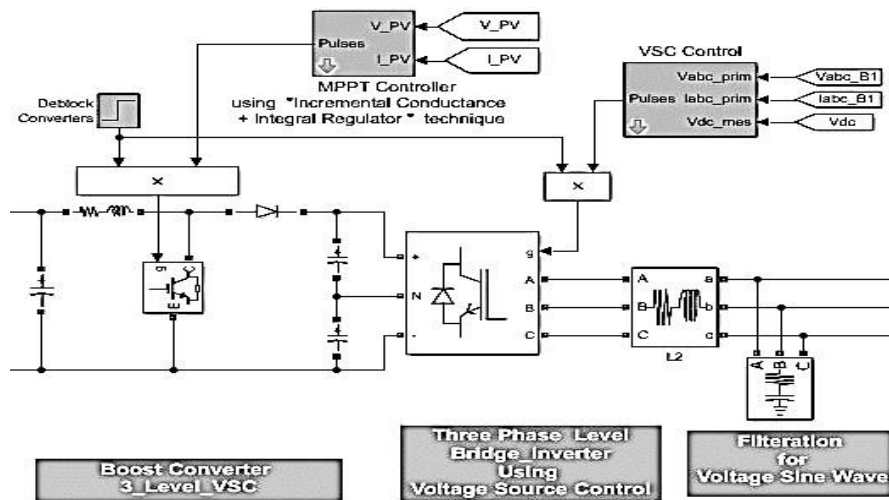 V_PV
V_PV
Pulses
I_PV
I_PV
MPPT Controller
using "Incremental Conductance
+ Integral Regulator" technique
VSC Control
Vabc_prim
Vabc_B1
Pulses
Iabc_prim
Iabc_B1
Vdc_mes
Vdc
Deblock
Converters
x
x
g
C
E
+
N
-
g
A
B
C
A
B
C
a
b
c
L2
A
B
C
Boost Converter
3_Level_VSC
Three Phase Level
Bridge_Inverter
Using
Voltage Source Control
Filteration
for
Voltage Sine Wave